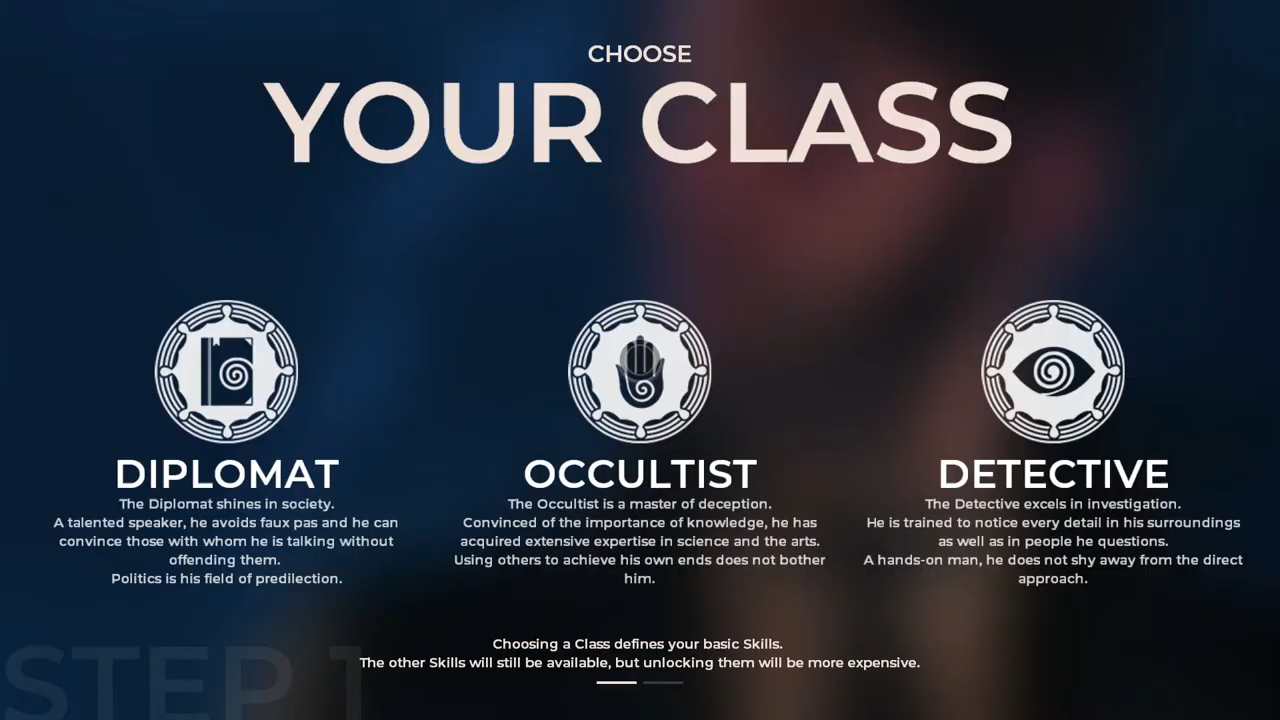 CHOOSE
YOUR CLASS
DIPLOMAT
The Diplomat shines in society.
A talented speaker, he avoids faux pas and he can
convince those with whom he is talking without
offending them.
Politics is his field of predilection.
OCCULTIST
The Occultist is a master of deception.
Convinced of the importance of knowledge, he has
acquired extensive expertise in science and the arts.
Using others to achieve his own ends does not bother
him.
DETECTIVE
The Detective excels in investigation.
He is trained to notice every detail in his surroundings
as well as in people he questions.
A hands-on man, he does not shy away from the direct
approach.
Choosing a Class defines your basic Skills.
The other Skills will still be available, but unlocking them will be more expensive.
STEP 1